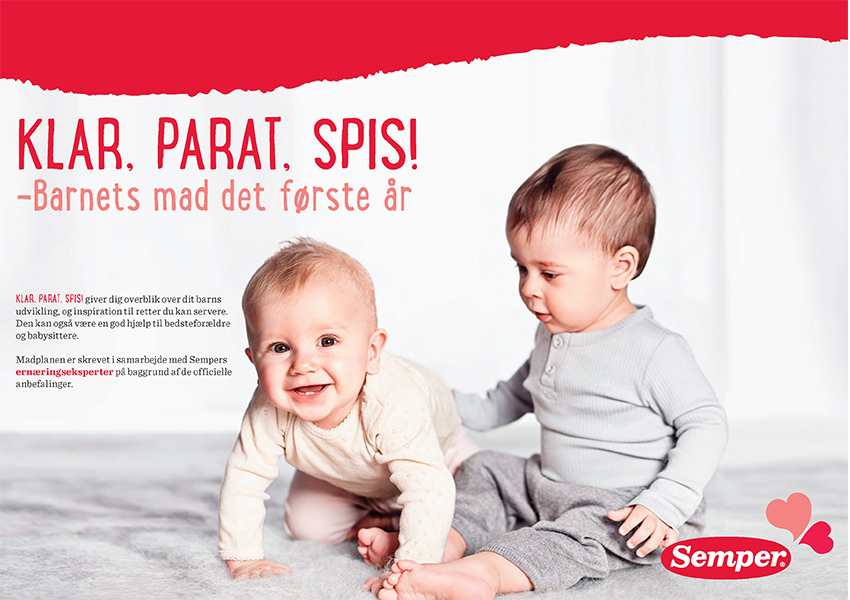 KLAR, PARAT, SPIS!
-Barnets mad det første år
KLAR, PARAT, SPIS! giver dig overblik over dit barns
udvikling, og inspiration til retter du kan servere.
Den kan også være en god hjælp til bedsteforældre
og babysittere.
Madplanen er skrevet i samarbejde med Sempers
ernæringseksperter på baggrund af de officielle
anbefalinger.
Semper®